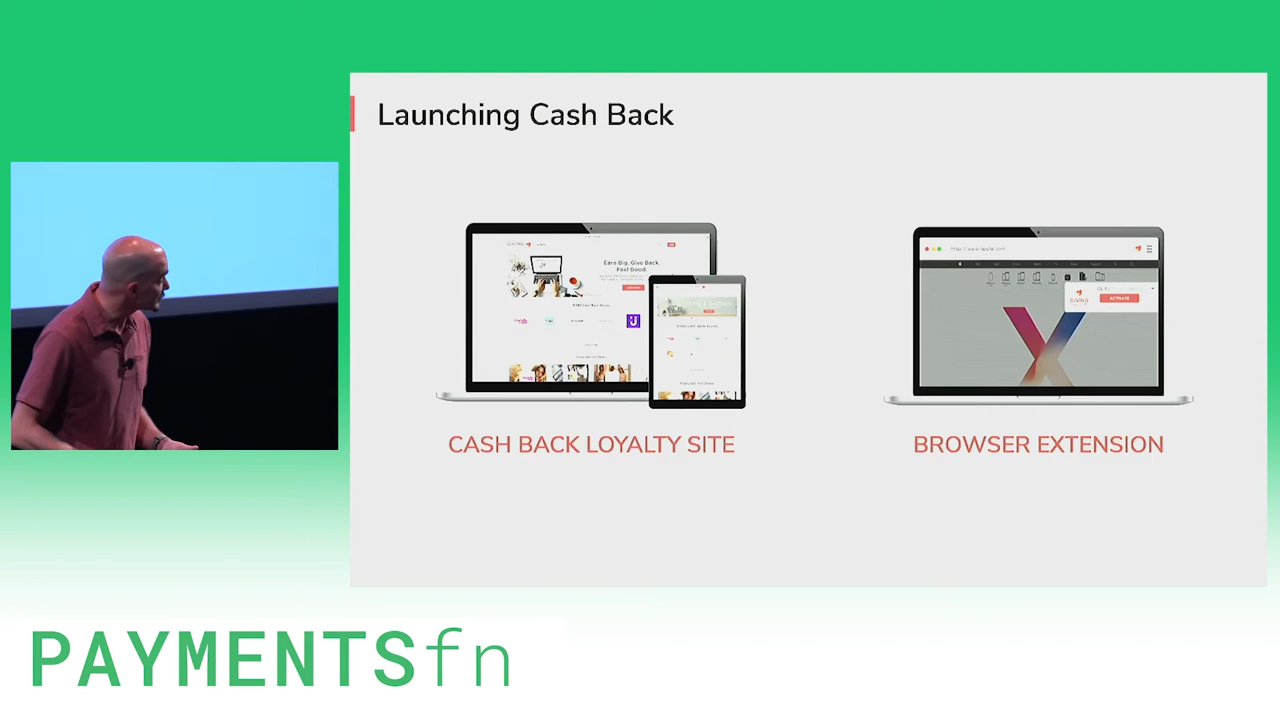 Launching Cash Back
Earn Big. Give Back.
Feel Good.
ACTIVATE
CASH BACK LOYALTY SITE
BROWSER EXTENSION
PAYMENTSfn